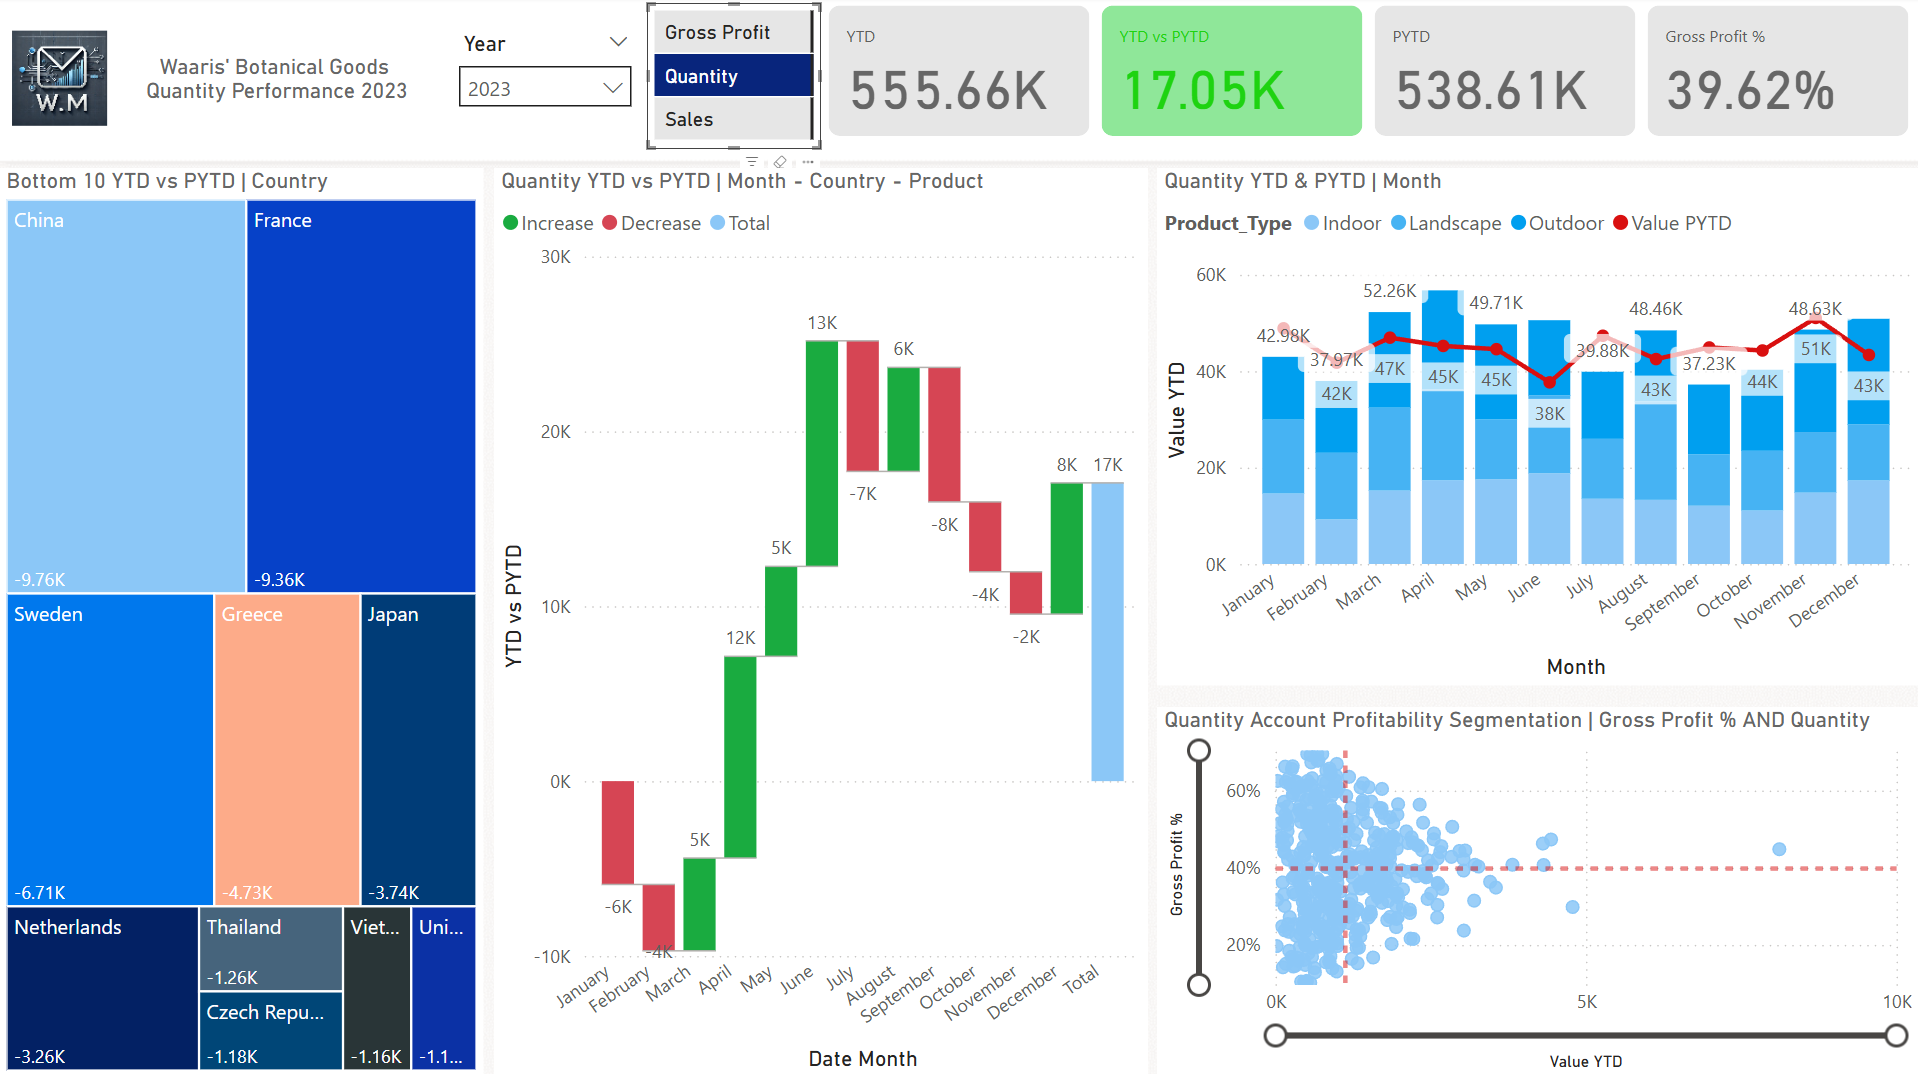 W.M
Waaris' Botanical Goods
Quantity Performance 2023
Year
2023
Gross Profit
Quantity
Sales
YTD
555.66K
YTD vs PYTD
17.05K
PYTD
538.61K
Gross Profit %
39.62%
Bottom 10 YTD vs PYTD | Country
China
-9.76K
France
-9.36K
Sweden
-6.71K
Greece
-4.73K
Japan
-3.74K
Netherlands
-3.26K
Thailand
-1.26K
Czech Repu...
-1.18K
Viet...
-1.16K
Uni...
-1.1...
Quantity YTD vs PYTD | Month - Country - Product
Increase Decrease Total
YTD vs PYTD
30K
20K
10K
0K
-10K
-6K
-4K
5K
12K
5K
13K
-7K
6K
-8K
-4K
-2K
8K
17K
January
February
March
April
May
June
July
August
September
October
November
December
Total
Date Month
Quantity YTD & PYTD | Month
Product_Type Indoor Landscape Outdoor Value PYTD
Value YTD
60K
40K
20K
0K
42.98K
37.97K
52.26K
49.71K
39.88K
48.46K
37.23K
48.63K
42K
47K
45K
45K
38K
43K
44K
51K
43K
January
February
March
April
May
June
July
August
September
October
November
December
Month
Quantity Account Profitability Segmentation | Gross Profit % AND Quantity
Gross Profit %
60%
40%
20%
0K
5K
10K
Value YTD